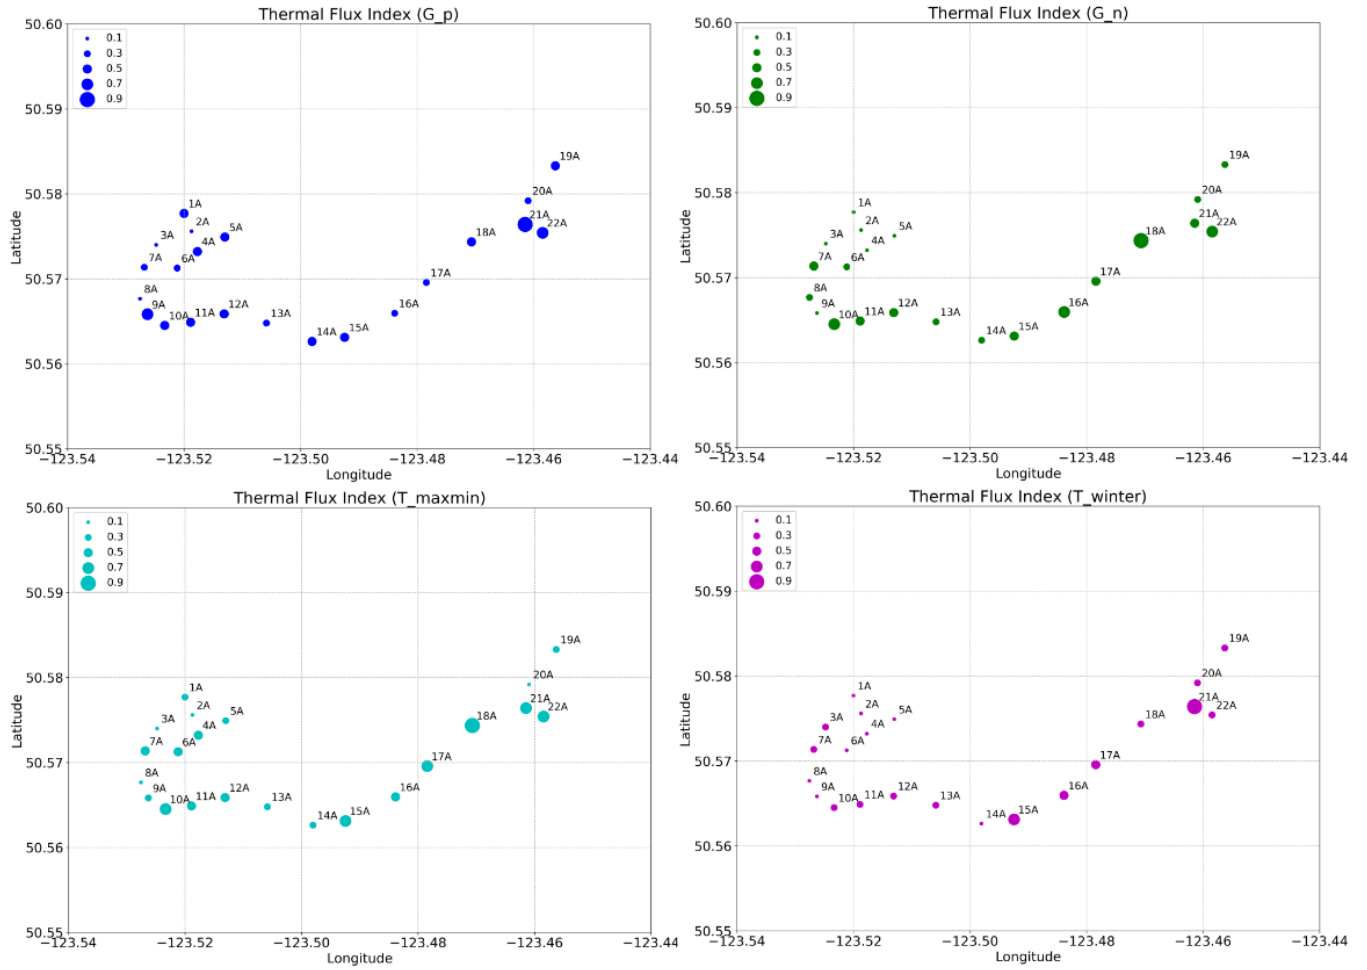 Thermal Flux Index (G_p)
50.60
50.59
50.58
50.57
50.56
50.55
Latitude
0.1
0.3
0.5
0.7
0.9
19A
20A
21A
22A
18A
17A
16A
15A
14A
13A
12A
11A
10A
9A
8A
7A
6A
5A
4A
3A
2A
1A
−123.54
−123.52
−123.50
−123.48
−123.46
−123.44
Longitude
Thermal Flux Index (G_n)
50.60
50.59
50.58
50.57
50.56
50.55
Latitude
0.1
0.3
0.5
0.7
0.9
19A
20A
21A
22A
18A
17A
16A
15A
14A
13A
12A
11A
10A
9A
8A
7A
6A
5A
4A
3A
2A
1A
−123.54
−123.52
−123.50
−123.48
−123.46
−123.44
Longitude
Thermal Flux Index (T_maxmin)
50.60
50.59
50.58
50.57
50.56
50.55
Latitude
0.1
0.3
0.5
0.7
0.9
19A
20A
21A
22A
18A
17A
16A
15A
14A
13A
12A
11A
10A
9A
8A
7A
6A
5A
4A
3A
2A
1A
−123.54
−123.52
−123.50
−123.48
−123.46
−123.44
Longitude
Thermal Flux Index (T_winter)
50.60
50.59
50.58
50.57
50.56
50.55
Latitude
0.1
0.3
0.5
0.7
0.9
19A
20A
21A
22A
18A
17A
16A
15A
14A
13A
12A
11A
10A
9A
8A
7A
6A
5A
4A
3A
2A
1A
−123.54
−123.52
−123.50
−123.48
−123.46
−123.44
Longitude